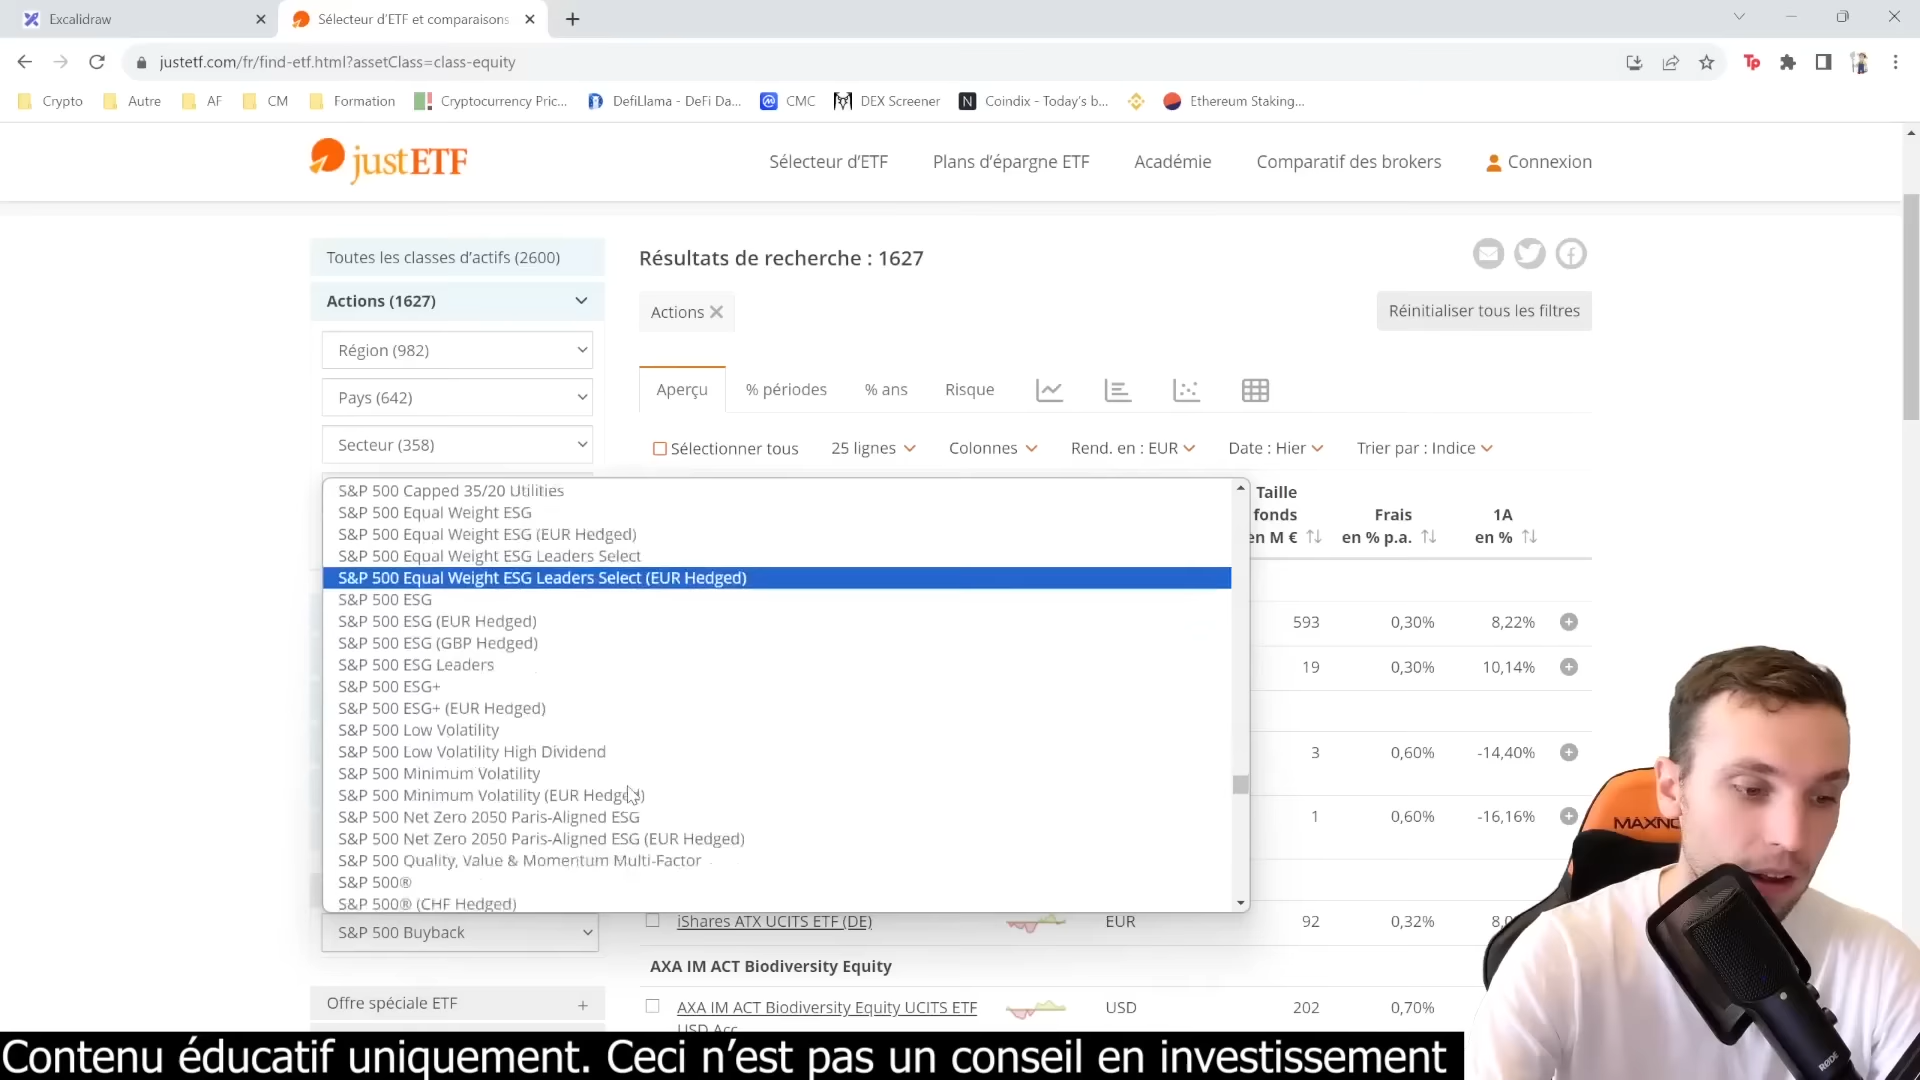 Excalidraw
Sélecteur d'ETF et comparaisons
justetf.com/fr/find-etf.html?assetClass=class-equity
Tp
Crypto
Autre
AF
CM
Formation
Cryptocurrency Pric...
DefiLlama - DeFi Da...
CMC
DEX Screener
N
Coindix - Today's b...
Ethereum Staking...
justETF
Sélecteur d'ETF
Plans d'épargne ETF
Académie
Comparatif des brokers
Connexion
Toutes les classes d'actifs (2600)
Actions (1627)
Région (982)
Pays (642)
Secteur (358)
Résultats de recherche : 1627
Actions
Réinitialiser tous les filtres
Aperçu
% périodes
% ans
Risque
Sélectionner tous
25 lignes
Colonnes
Rend. en : EUR
Date : Hier
Trier par : Indice
Taille
fonds
en M €
Frais
en % p.a.
1A
en %
S&P 500 Capped 35/20 Utilities
S&P 500 Equal Weight ESG
S&P 500 Equal Weight ESG (EUR Hedged)
S&P 500 Equal Weight ESG Leaders Select
S&P 500 Equal Weight ESG Leaders Select (EUR Hedged)
S&P 500 ESG
S&P 500 ESG (EUR Hedged)
S&P 500 ESG (GBP Hedged)
S&P 500 ESG Leaders
S&P 500 ESG+
S&P 500 ESG+ (EUR Hedged)
S&P 500 Low Volatility
S&P 500 Low Volatility High Dividend
S&P 500 Minimum Volatility
S&P 500 Minimum Volatility (EUR Hedged)
S&P 500 Net Zero 2050 Paris-Aligned ESG
S&P 500 Net Zero 2050 Paris-Aligned ESG (EUR Hedged)
S&P 500 Quality, Value & Momentum Multi-Factor
S&P 500®
S&P 500® (CHF Hedged)
S&P 500 Buyback
593 0,30% 8,22%
19 0,30% 10,14%
3 0,60% -14,40%
1 0,60% -16,16%
iShares ATX UCITS ETF (DE) EUR 92 0,32%
AXA IM ACT Biodiversity Equity
AXA IM ACT Biodiversity Equity UCITS ETF USD 202 0,70%
USD Acc
Offre spéciale ETF
RØDE
Contenu éducatif uniquement. Ceci n'est pas un conseil en investissement